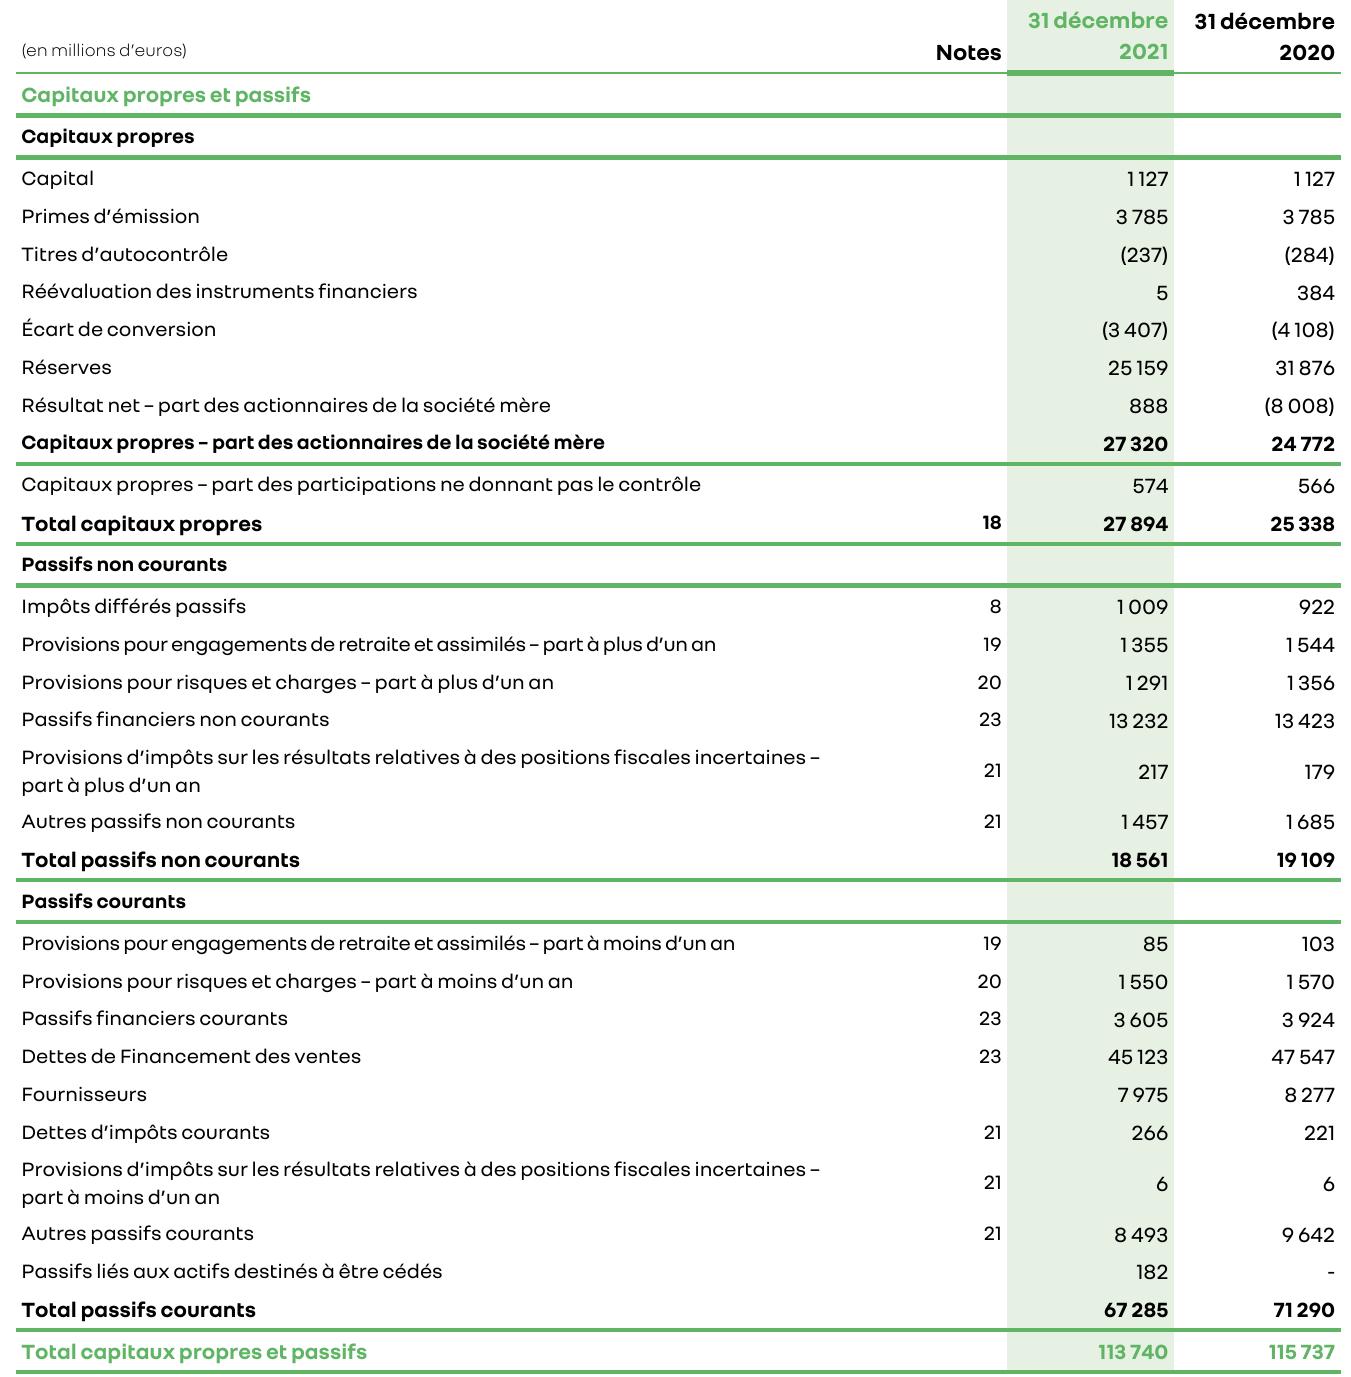 (en millions d’euros) Notes 31 décembre 2021 31 décembre 2020
Capitaux propres et passifs
Capitaux propres
Capital 1 127 1 127
Primes d’émission 3 785 3 785
Titres d’autocontrôle (237) (284)
Réévaluation des instruments financiers 5 384
Écart de conversion (3 407) (4 108)
Réserves 25 159 31 876
Résultat net – part des actionnaires de la société mère 888 (8 008)
Capitaux propres – part des actionnaires de la société mère 27 320 24 772
Capitaux propres – part des participations ne donnant pas le contrôle 574 566
Total capitaux propres 18 27 894 25 338
Passifs non courants
Impôts différés passifs 8 1 009 922
Provisions pour engagements de retraite et assimilés – part à plus d’un an 19 1 355 1 544
Provisions pour risques et charges – part à plus d’un an 20 1 291 1 356
Passifs financiers non courants 23 13 232 13 423
Provisions d’impôts sur les résultats relatives à des positions fiscales incertaines –
part à plus d’un an 21 217 179
Autres passifs non courants 21 1 457 1 685
Total passifs non courants 18 561 19 109
Passifs courants
Provisions pour engagements de retraite et assimilés – part à moins d’un an 19 85 103
Provisions pour risques et charges – part à moins d’un an 20 1 550 1 570
Passifs financiers courants 23 3 605 3 924
Dettes de Financement des ventes 23 45 123 47 547
Fournisseurs 7 975 8 277
Dettes d’impôts courants 21 266 221
Provisions d’impôts sur les résultats relatives à des positions fiscales incertaines –
part à moins d’un an 21 6 6
Autres passifs courants 21 8 493 9 642
Passifs liés aux actifs destinés à être cédés 182 -
Total passifs courants 67 285 71 290
Total capitaux propres et passifs 113 740 115 737